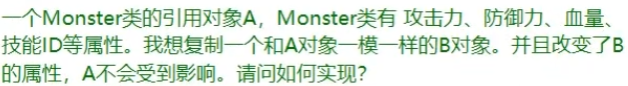 一个Monster类的引用对象A，Monster类有 攻击力、防御力、血量、
技能ID等属性。我想复制一个和A对象一模一样的B对象。并且改变了B
的属性，A不会受到影响。请问如何实现？